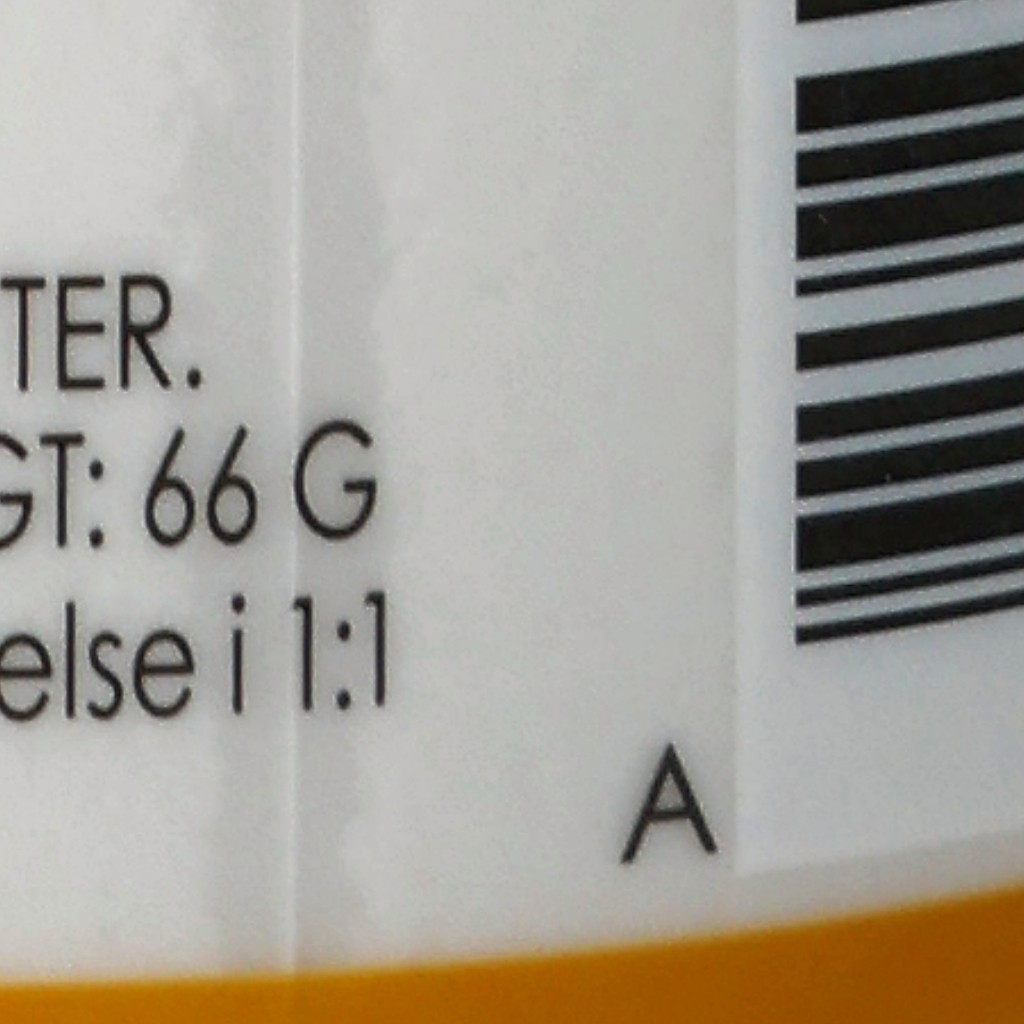 TER.
GT: 66 G
else i 1:1
A